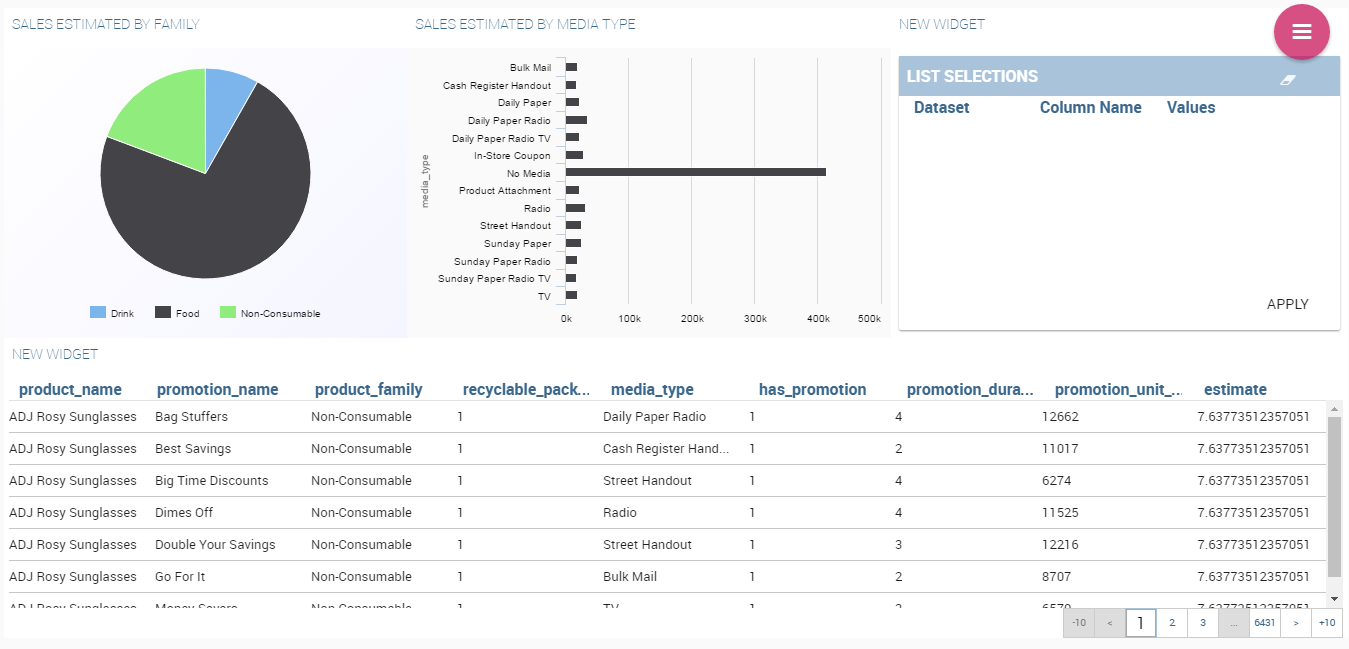 SALES ESTIMATED BY FAMILY
Drink Food Non-Consumable
SALES ESTIMATED BY MEDIA TYPE
media_type
Bulk Mail
Cash Register Handout
Daily Paper
Daily Paper Radio
Daily Paper Radio TV
In-Store Coupon
No Media
Product Attachment
Radio
Street Handout
Sunday Paper
Sunday Paper Radio
Sunday Paper Radio TV
TV
0k 100k 200k 300k 400k 500k
NEW WIDGET
LIST SELECTIONS
Dataset Column Name Values
APPLY
NEW WIDGET
product_name promotion_name product_family recyclable_pack... media_type has_promotion promotion_dura... promotion_unit_... estimate
ADJ Rosy Sunglasses Bag Stuffers Non-Consumable 1 Daily Paper Radio 1 4 12662 7.63773512357051
ADJ Rosy Sunglasses Best Savings Non-Consumable 1 Cash Register Hand... 1 2 11017 7.63773512357051
ADJ Rosy Sunglasses Big Time Discounts Non-Consumable 1 Street Handout 1 4 6274 7.63773512357051
ADJ Rosy Sunglasses Dimes Off Non-Consumable 1 Radio 1 4 11525 7.63773512357051
ADJ Rosy Sunglasses Double Your Savings Non-Consumable 1 Street Handout 1 3 12216 7.63773512357051
ADJ Rosy Sunglasses Go For It Non-Consumable 1 Bulk Mail 1 2 8707 7.63773512357051
ADJ Rosy Sunglasses Money Savers Non-Consumable 1 TV 1
-10 < 1 2 3 ... 6431 > +10